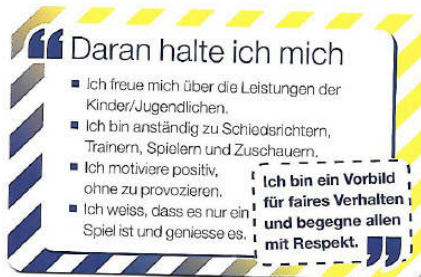 Daran halte ich mich
Ich freue mich über die Leistungen der
Kinder/Jugendlichen.
Ich bin anständig zu Schiedsrichtern,
Trainern, Spielern und Zuschauern.
Ich motiviere positiv,
ohne zu provozieren.
Ich weiss, dass es nur ein
Spiel ist und geniesse es.
Ich bin ein Vorbild
für faires Verhalten
und begegne allen
mit Respekt.